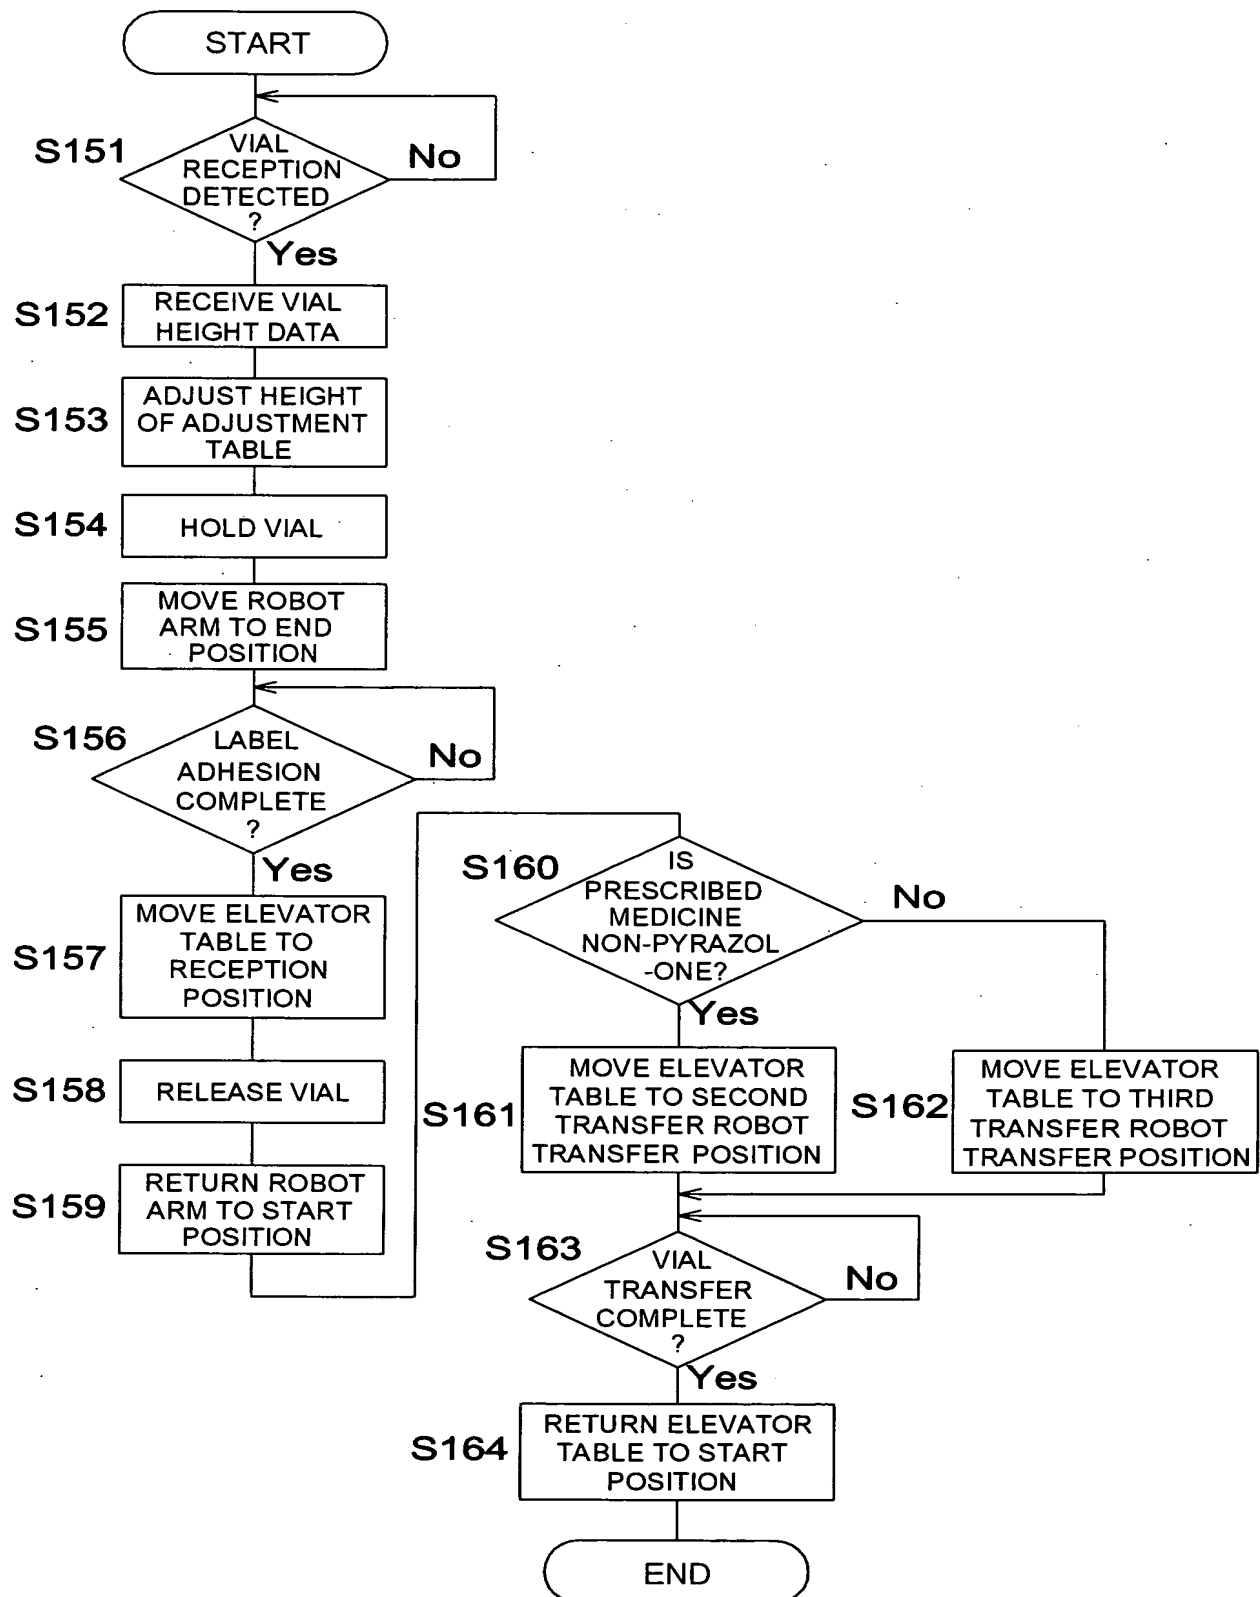 START
S151
VIAL
RECEPTION
DETECTED
?
No
Yes
S152
RECEIVE VIAL
HEIGHT DATA
S153
ADJUST HEIGHT
OF ADJUSTMENT
TABLE
S154
HOLD VIAL
S155
MOVE ROBOT
ARM TO END
POSITION
S156
LABEL
ADHESION
COMPLETE
?
No
Yes
S157
MOVE ELEVATOR
TABLE TO
RECEPTION
POSITION
S158
RELEASE VIAL
S159
RETURN ROBOT
ARM TO START
POSITION
S160
IS
PRESCRIBED
MEDICINE
NON-PYRAZOL
-ONE?
No
Yes
S161
MOVE ELEVATOR
TABLE TO SECOND
TRANSFER ROBOT
TRANSFER POSITION
S162
MOVE ELEVATOR
TABLE TO THIRD
TRANSFER ROBOT
TRANSFER POSITION
S163
VIAL
TRANSFER
COMPLETE
?
No
Yes
S164
RETURN ELEVATOR
TABLE TO START
POSITION
END